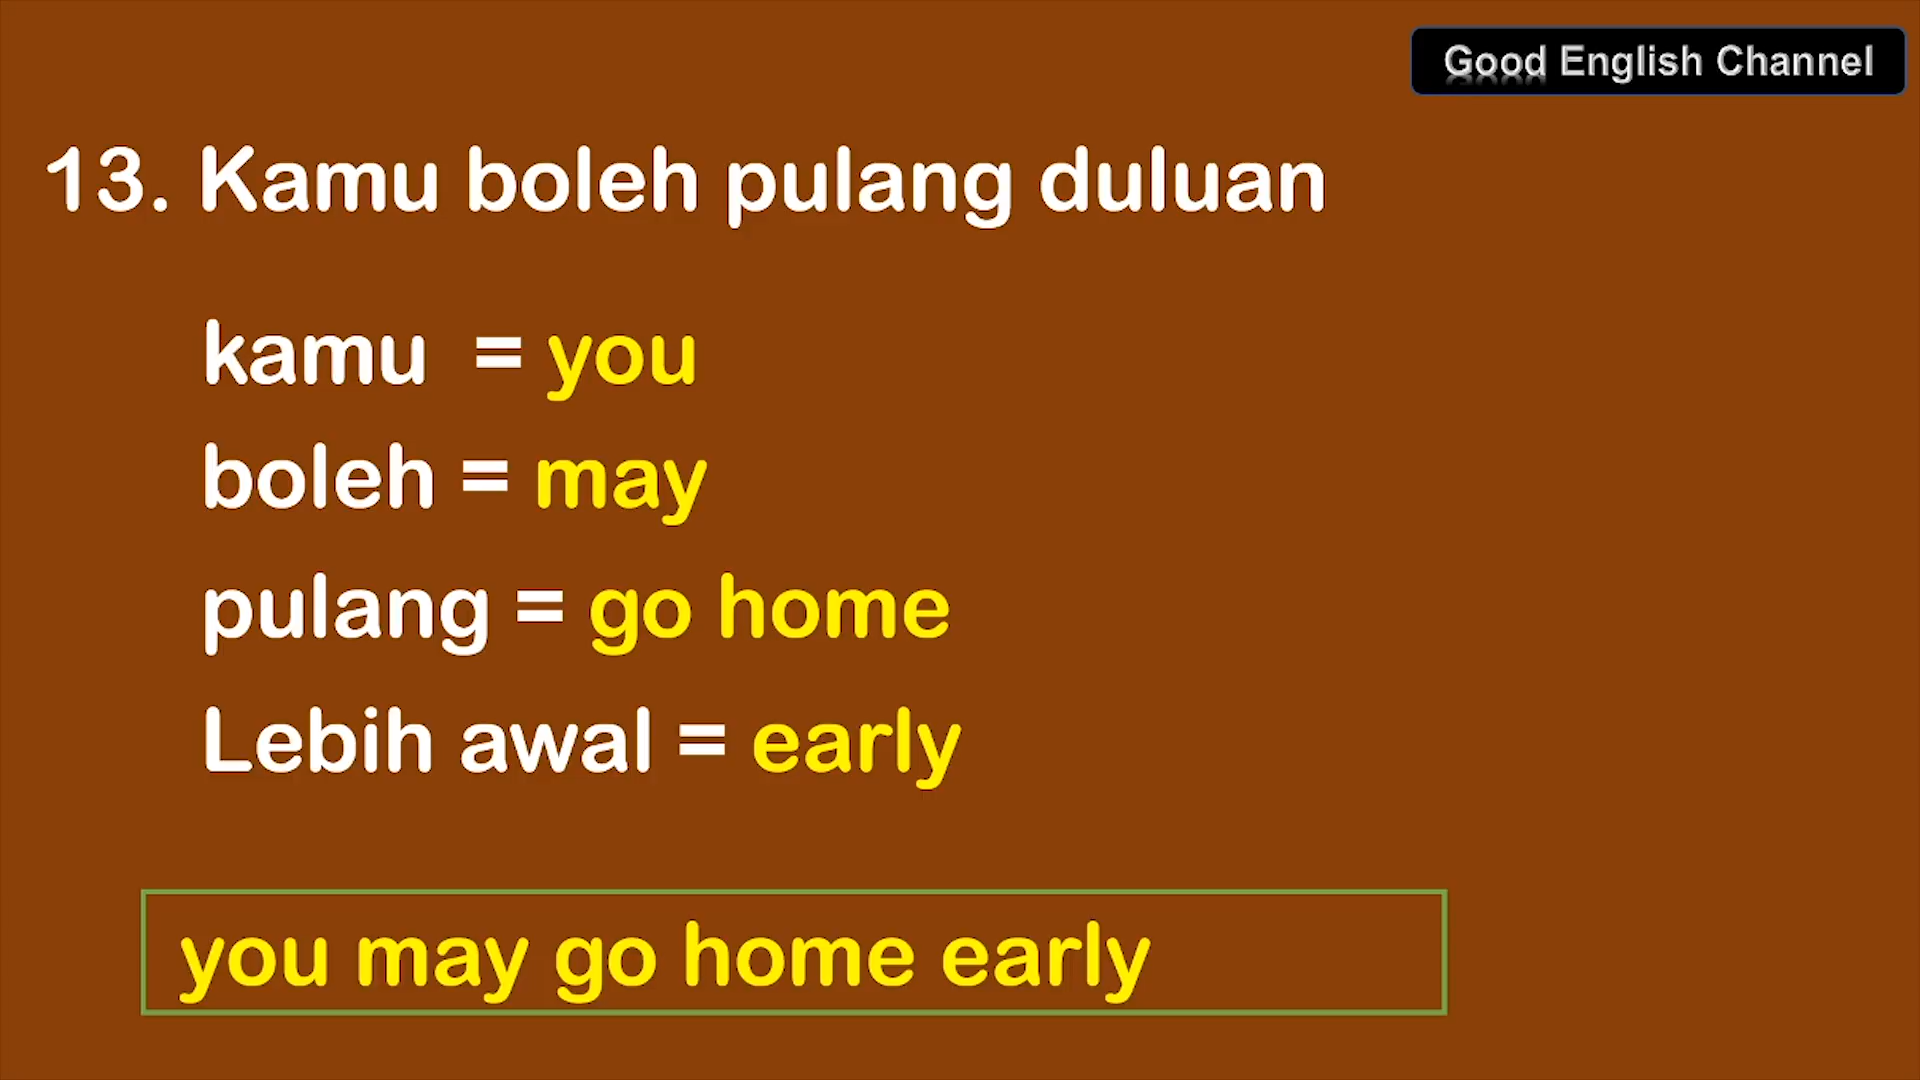 Good English Channel
13. Kamu boleh pulang duluan
kamu = you
boleh = may
pulang = go home
Lebih awal = early
you may go home early